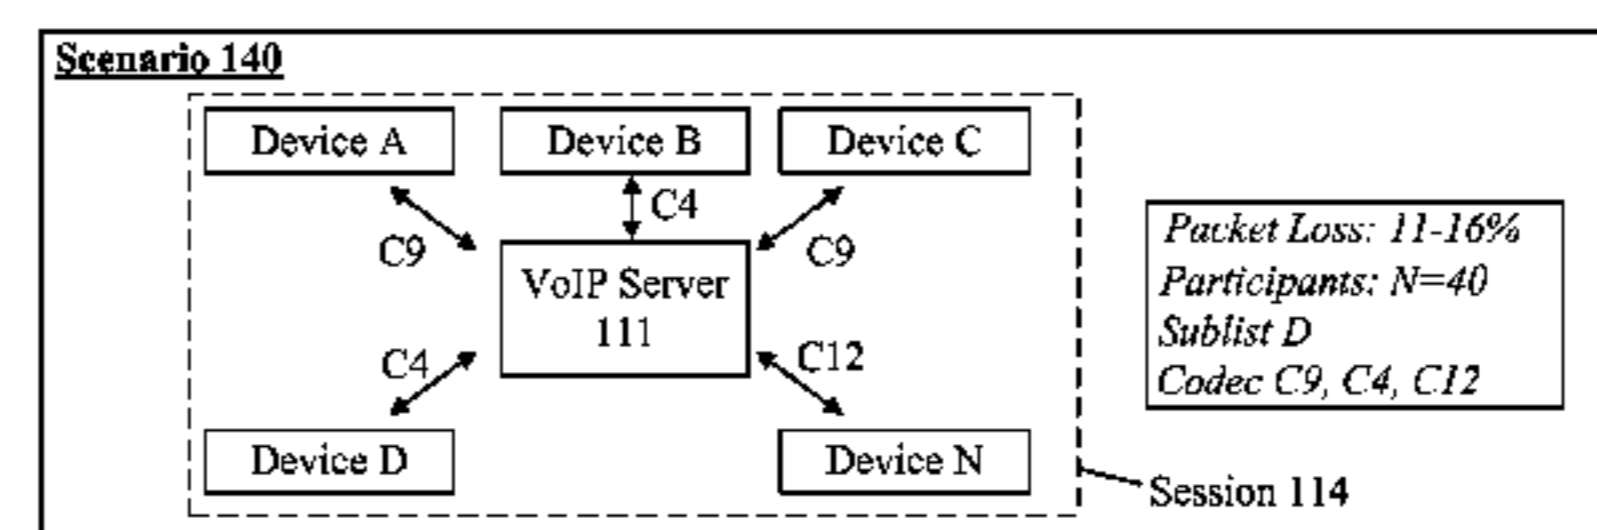 Scenario 140
Device A
Device B
Device C
C4
C9
C9
VoIP Server
111
C4
C12
Device D
Device N
Packet Loss: 11-16%
Participants: N=40
Sublist D
Codec C9, C4, C12
Session 114